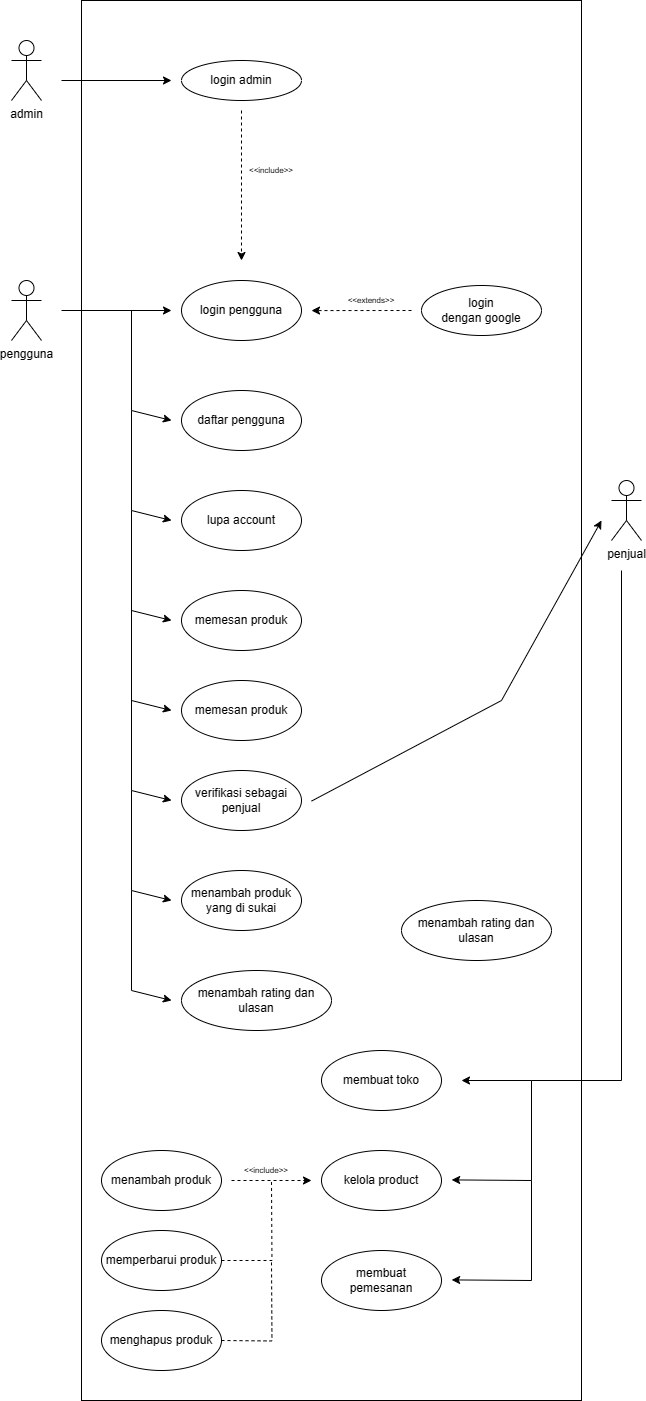 login admin
admin
<<include>>
login pengguna
<<extends>>
login
dengan google
pengguna
daftar pengguna
lupa account
penjual
memesan produk
memesan produk
verifikasi sebagai
penjual
menambah produk
yang di sukai
menambah rating dan
ulasan
menambah rating dan
ulasan
membuat toko
menambah produk
<<include>>
kelola product
memperbarui produk
membuat
pemesanan
menghapus produk